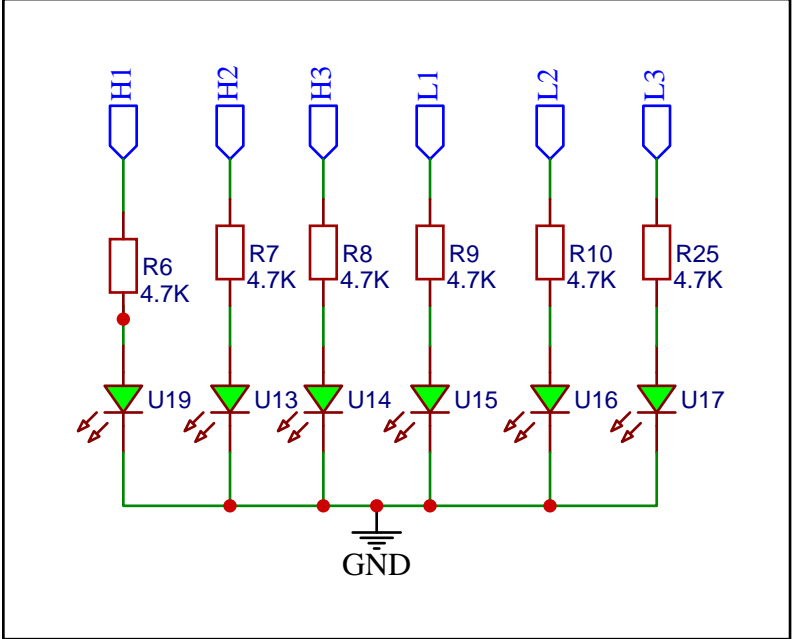 H1
H2
H3
L1
L2
L3
R6
4.7K
R7
4.7K
R8
4.7K
R9
4.7K
R10
4.7K
R25
4.7K
U19
U13
U14
U15
U16
U17
GND